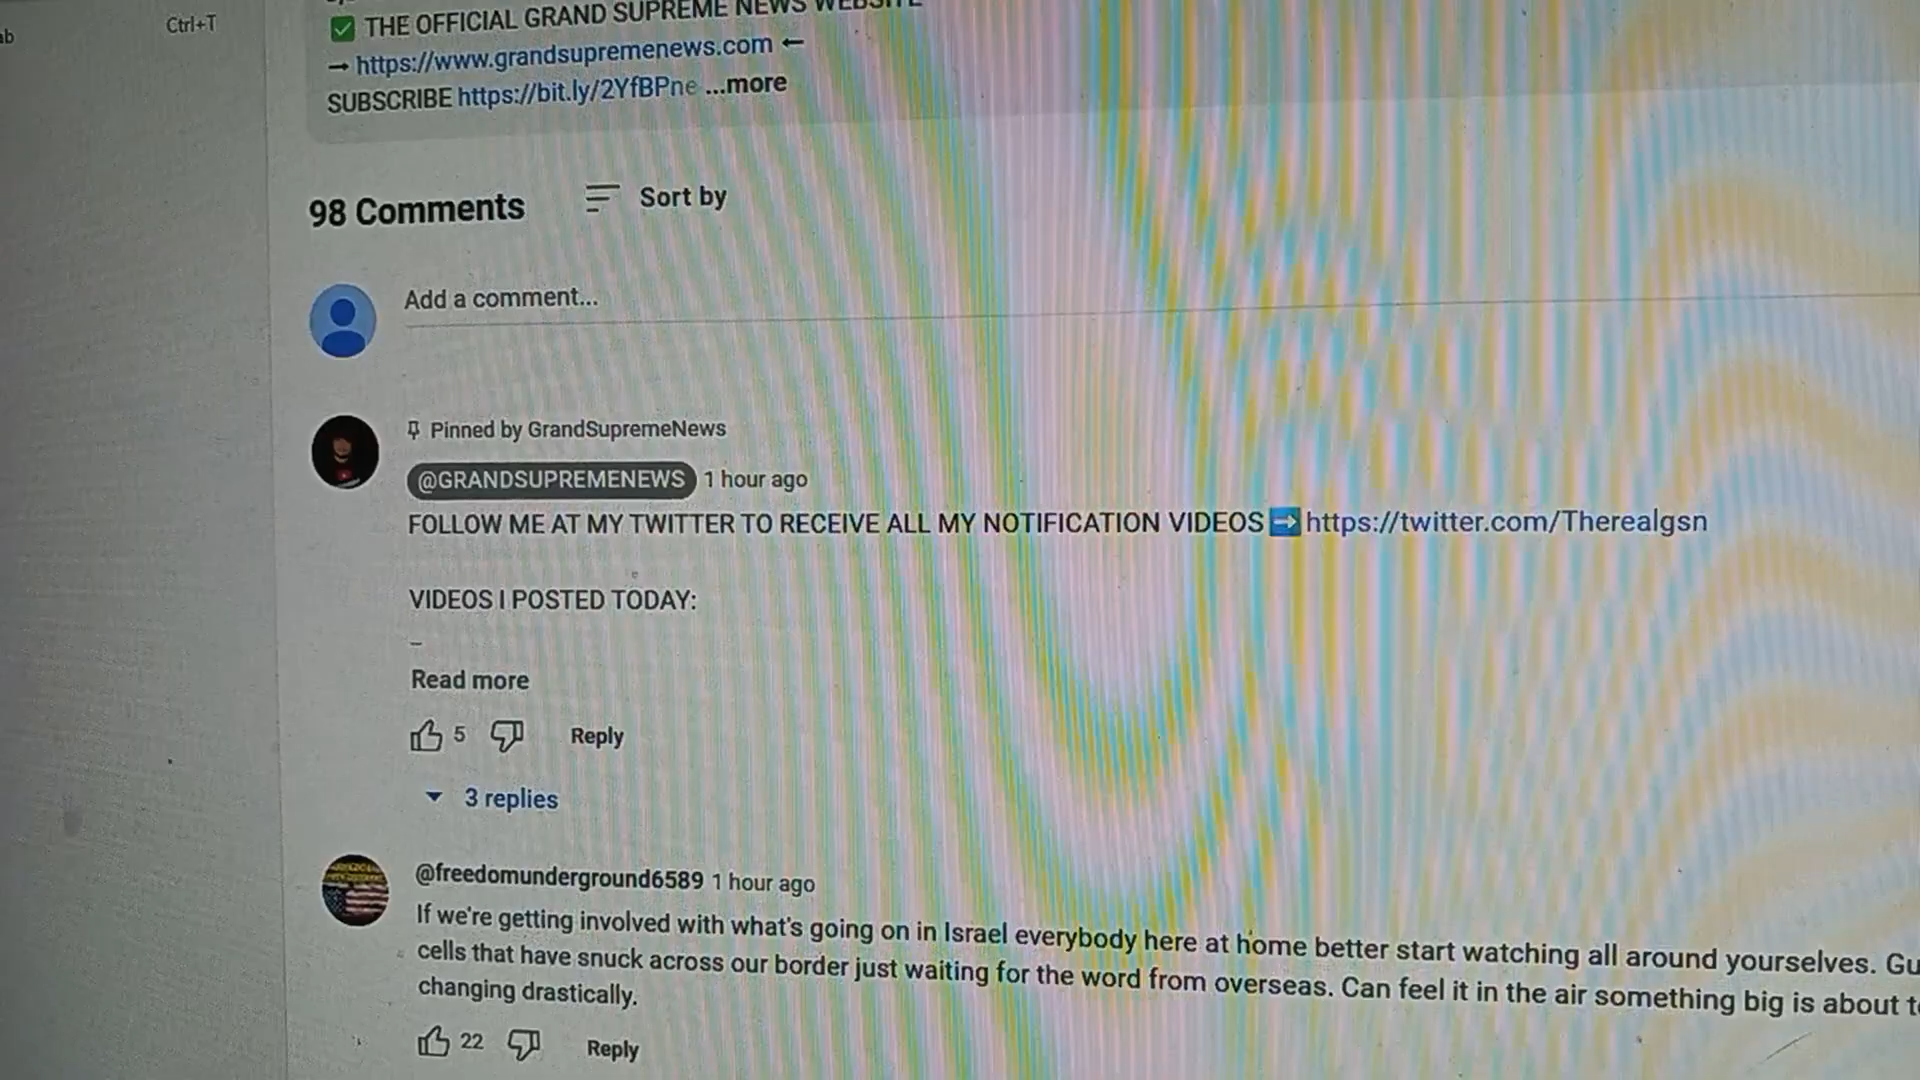 ab
Ctrl+T
THE OFFICIAL GRAND SUPREME NEWS WEBSITE
→ https://www.grandsupremenews.com ←
SUBSCRIBE https://bit.ly/2YfBPne ...more
98 Comments
Sort by
Add a comment...
Pinned by GrandSupremeNews
@GRANDSUPREMENEWS 1 hour ago
FOLLOW ME AT MY TWITTER TO RECEIVE ALL MY NOTIFICATION VIDEOS ➡ https://twitter.com/Therealgsn
VIDEOS I POSTED TODAY:
–
Read more
5
Reply
3 replies
@freedomunderground6589 1 hour ago
If we're getting involved with what's going on in Israel everybody here at home better start watching all around yourselves. Gu
cells that have snuck across our border just waiting for the word from overseas. Can feel it in the air something big is about t
changing drastically.
22
Reply